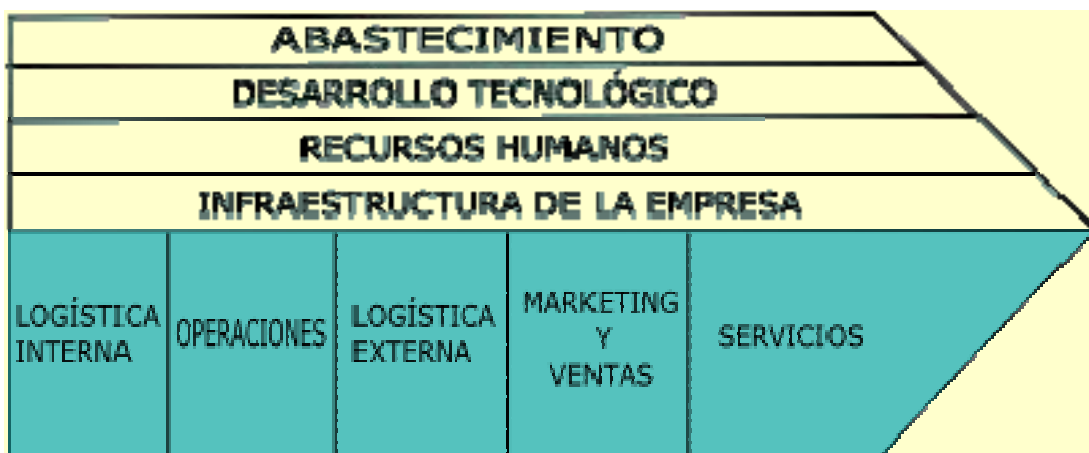 ABASTECIMIENTO
DESARROLLO TECNOLÓGICO
RECURSOS HUMANOS
INFRAESTRUCTURA DE LA EMPRESA
LOGÍSTICA
INTERNA
OPERACIONES
LOGÍSTICA
EXTERNA
MARKETING
Y
VENTAS
SERVICIOS